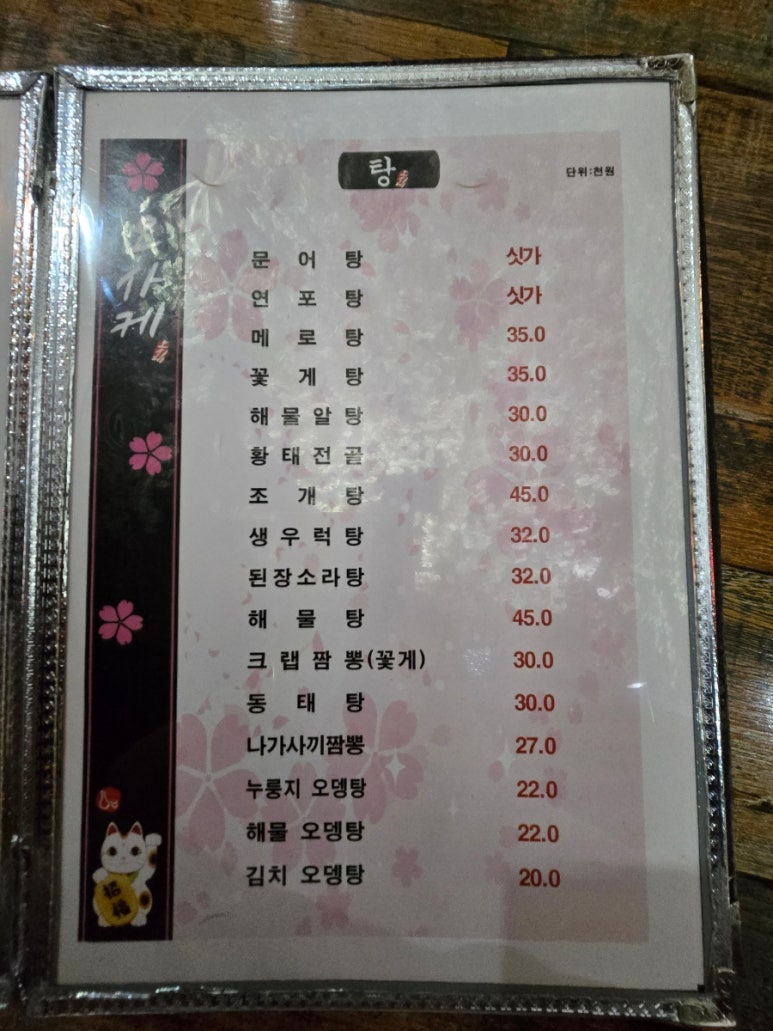 탕
단위:천원
문어탕 싯가
연포탕 싯가
메로탕 35.0
꽃게탕 35.0
해물알탕 30.0
황태전골 30.0
조개탕 45.0
생우럭탕 32.0
된장소라탕 32.0
해물탕 45.0
크랩짬뽕(꽃게) 30.0
동태탕 30.0
나가사끼짬뽕 27.0
누룽지 오뎅탕 22.0
해물 오뎅탕 22.0
김치 오뎅탕 20.0
사
케
招
福